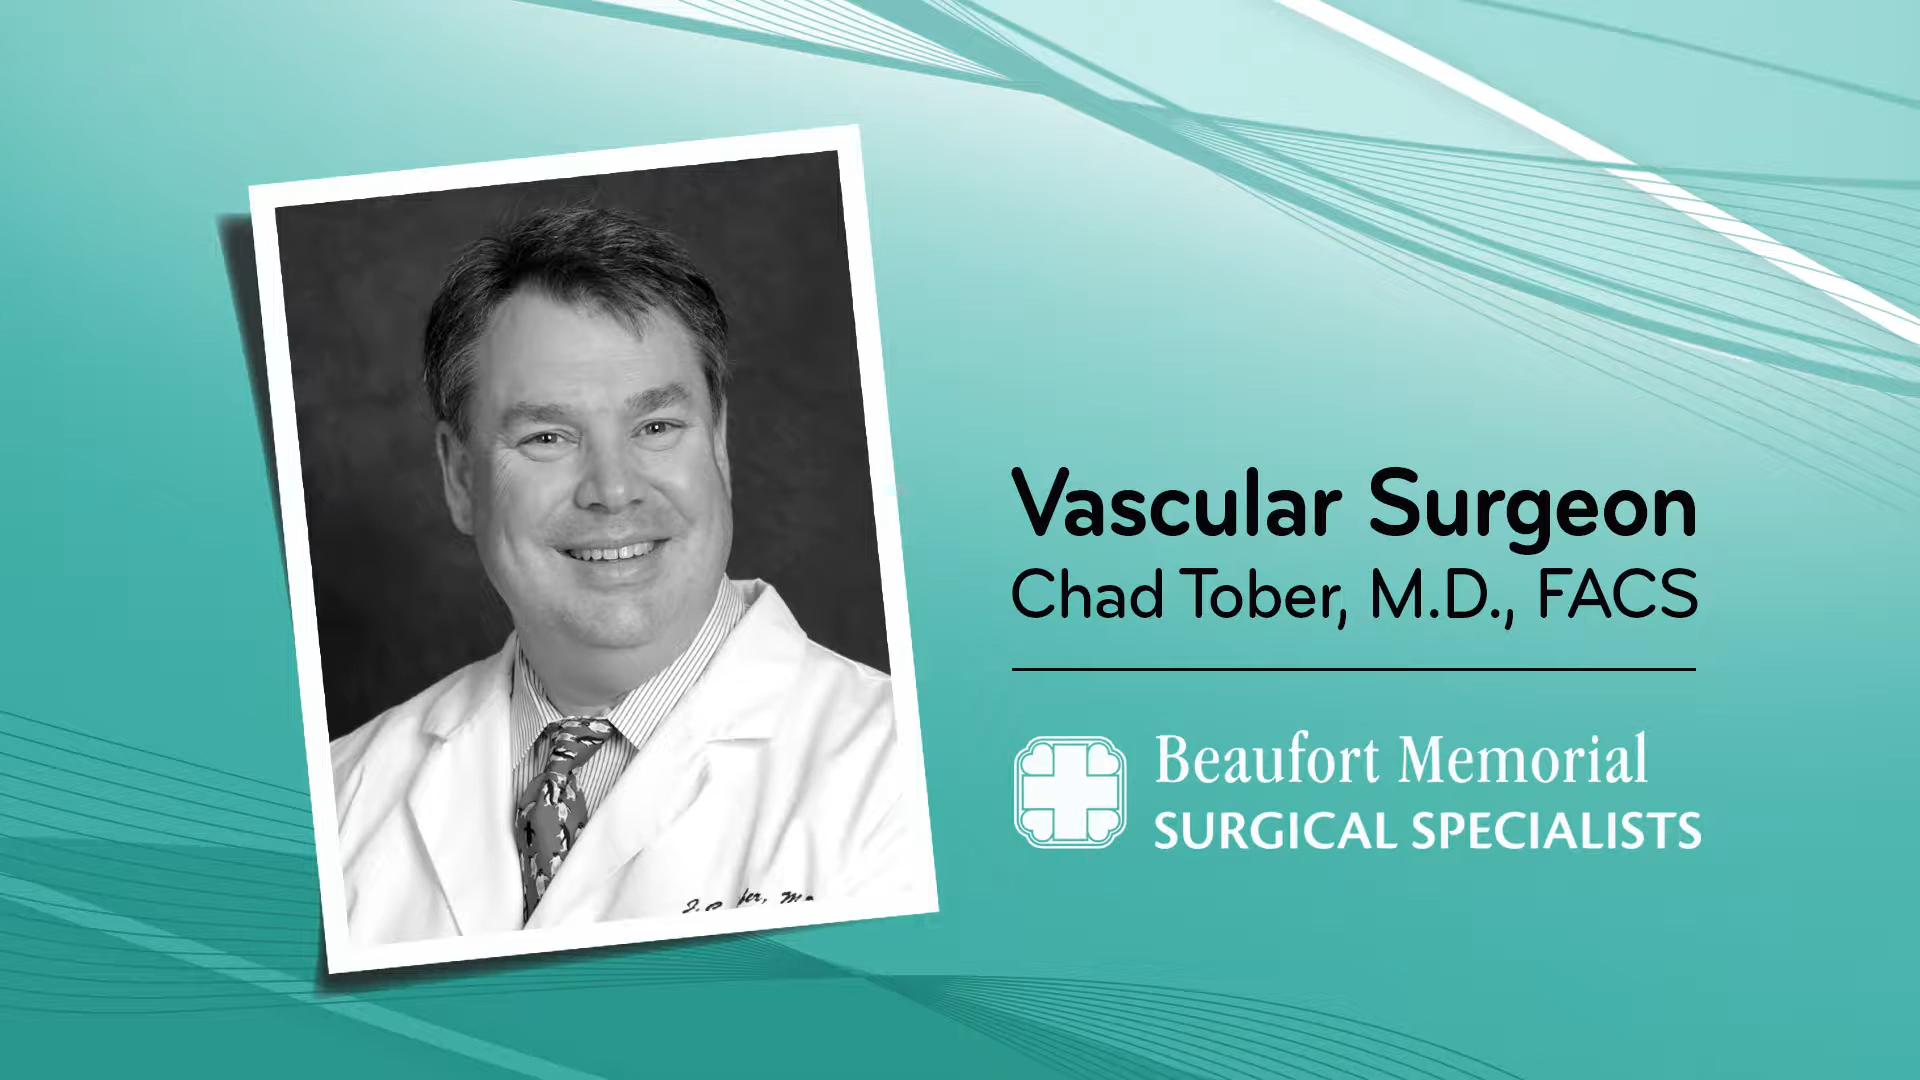 Vascular Surgeon
Chad Tober, M.D., FACS
Beaufort Memorial
SURGICAL SPECIALISTS